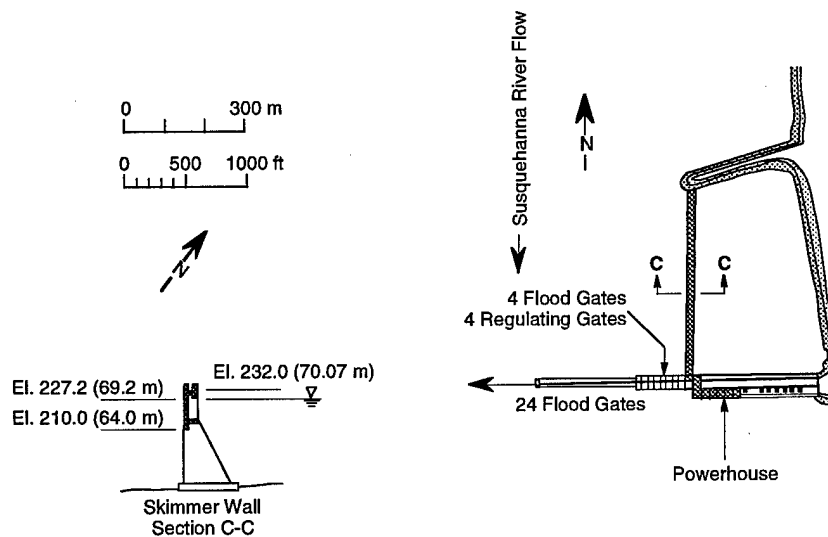 0 300 m
0 500 1000 ft
N
El. 232.0 (70.07 m)
El. 227.2 (69.2 m)
El. 210.0 (64.0 m)
Skimmer Wall
Section C-C
Susquehanna River Flow
N
C C
4 Flood Gates
4 Regulating Gates
24 Flood Gates
Powerhouse